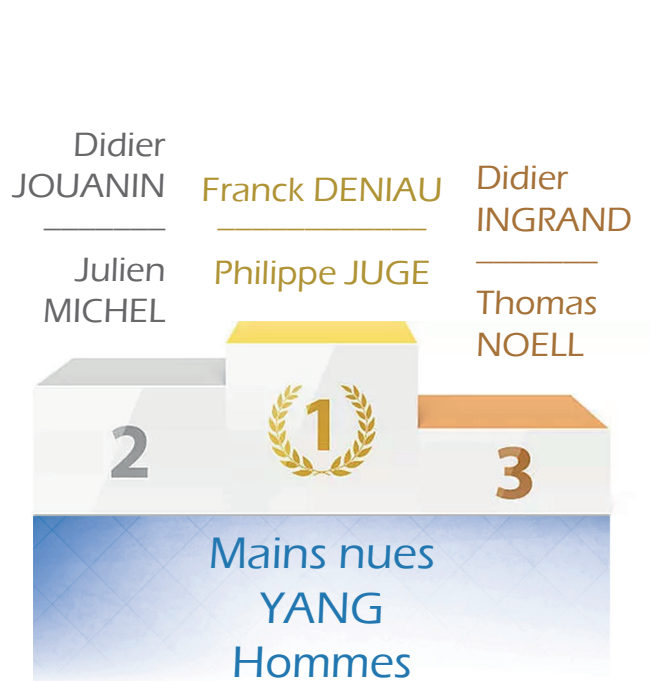 Didier
JOUANIN
Julien
MICHEL
Franck DENIAU
Philippe JUGE
Didier
INGRAND
Thomas
NOELL
2
1
3
Mains nues
YANG
Hommes